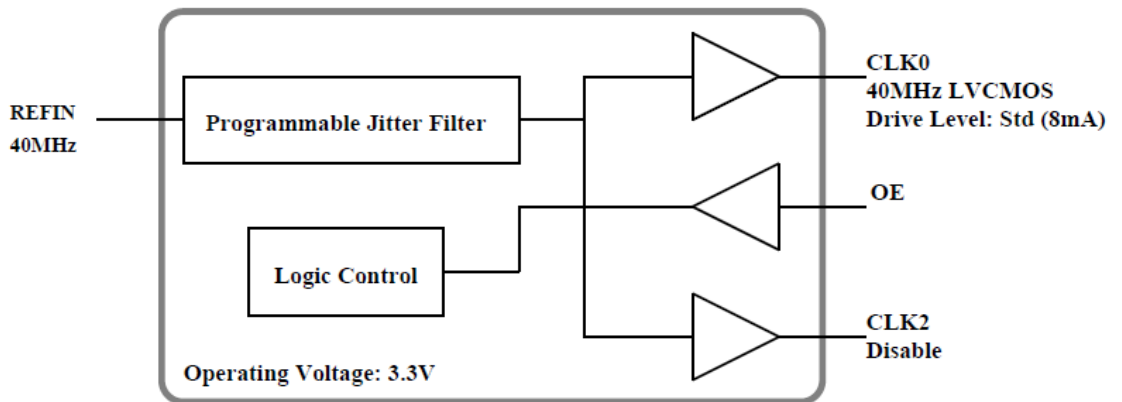 REFIN
40MHz
Programmable Jitter Filter
CLK0
40MHz LVCMOS
Drive Level: Std (8mA)
OE
Logic Control
CLK2
Disable
Operating Voltage: 3.3V